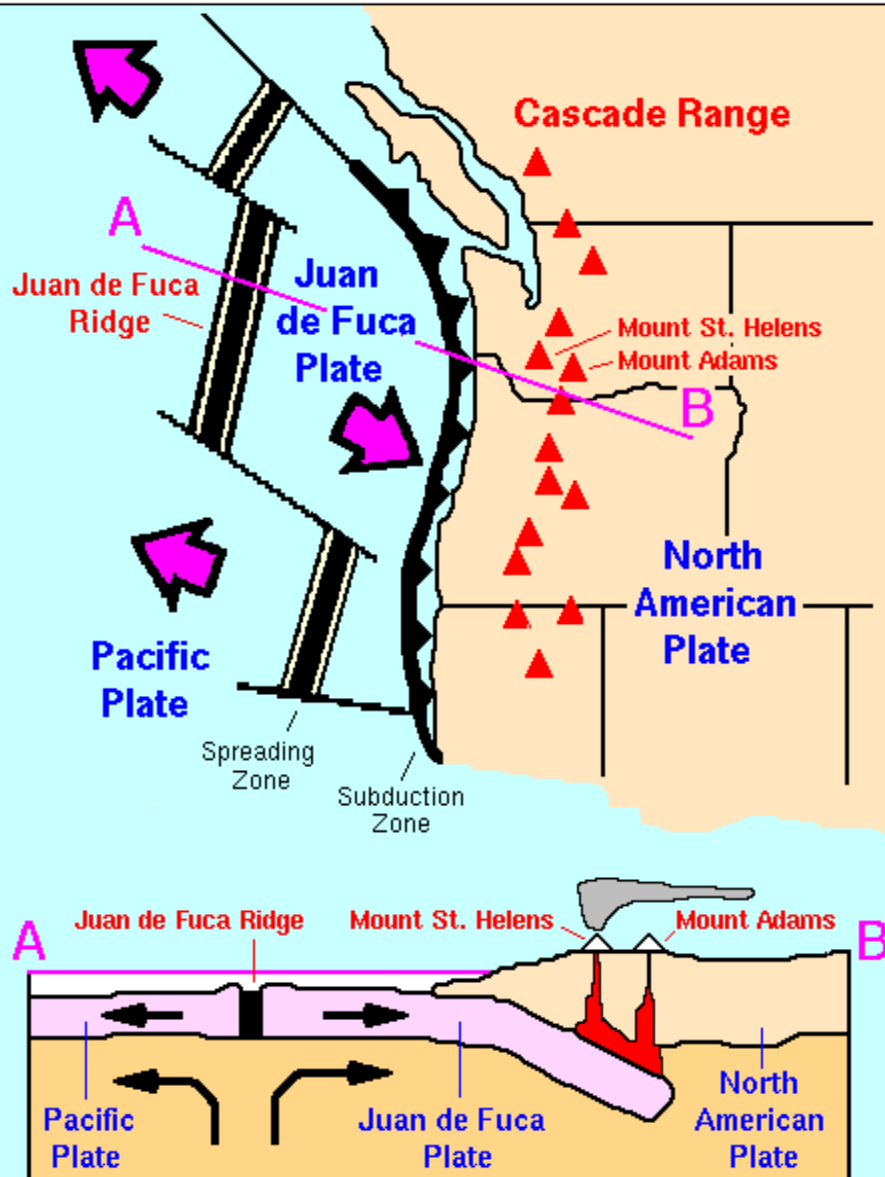 Cascade Range
A
Juan de Fuca
Ridge
Juan
de Fuca
Plate
Mount St. Helens
Mount Adams
B
North
American
Plate
Pacific
Plate
Spreading
Zone
Subduction
Zone
A
Juan de Fuca Ridge
Mount St. Helens
Mount Adams
B
Pacific
Plate
Juan de Fuca
Plate
North
American
Plate